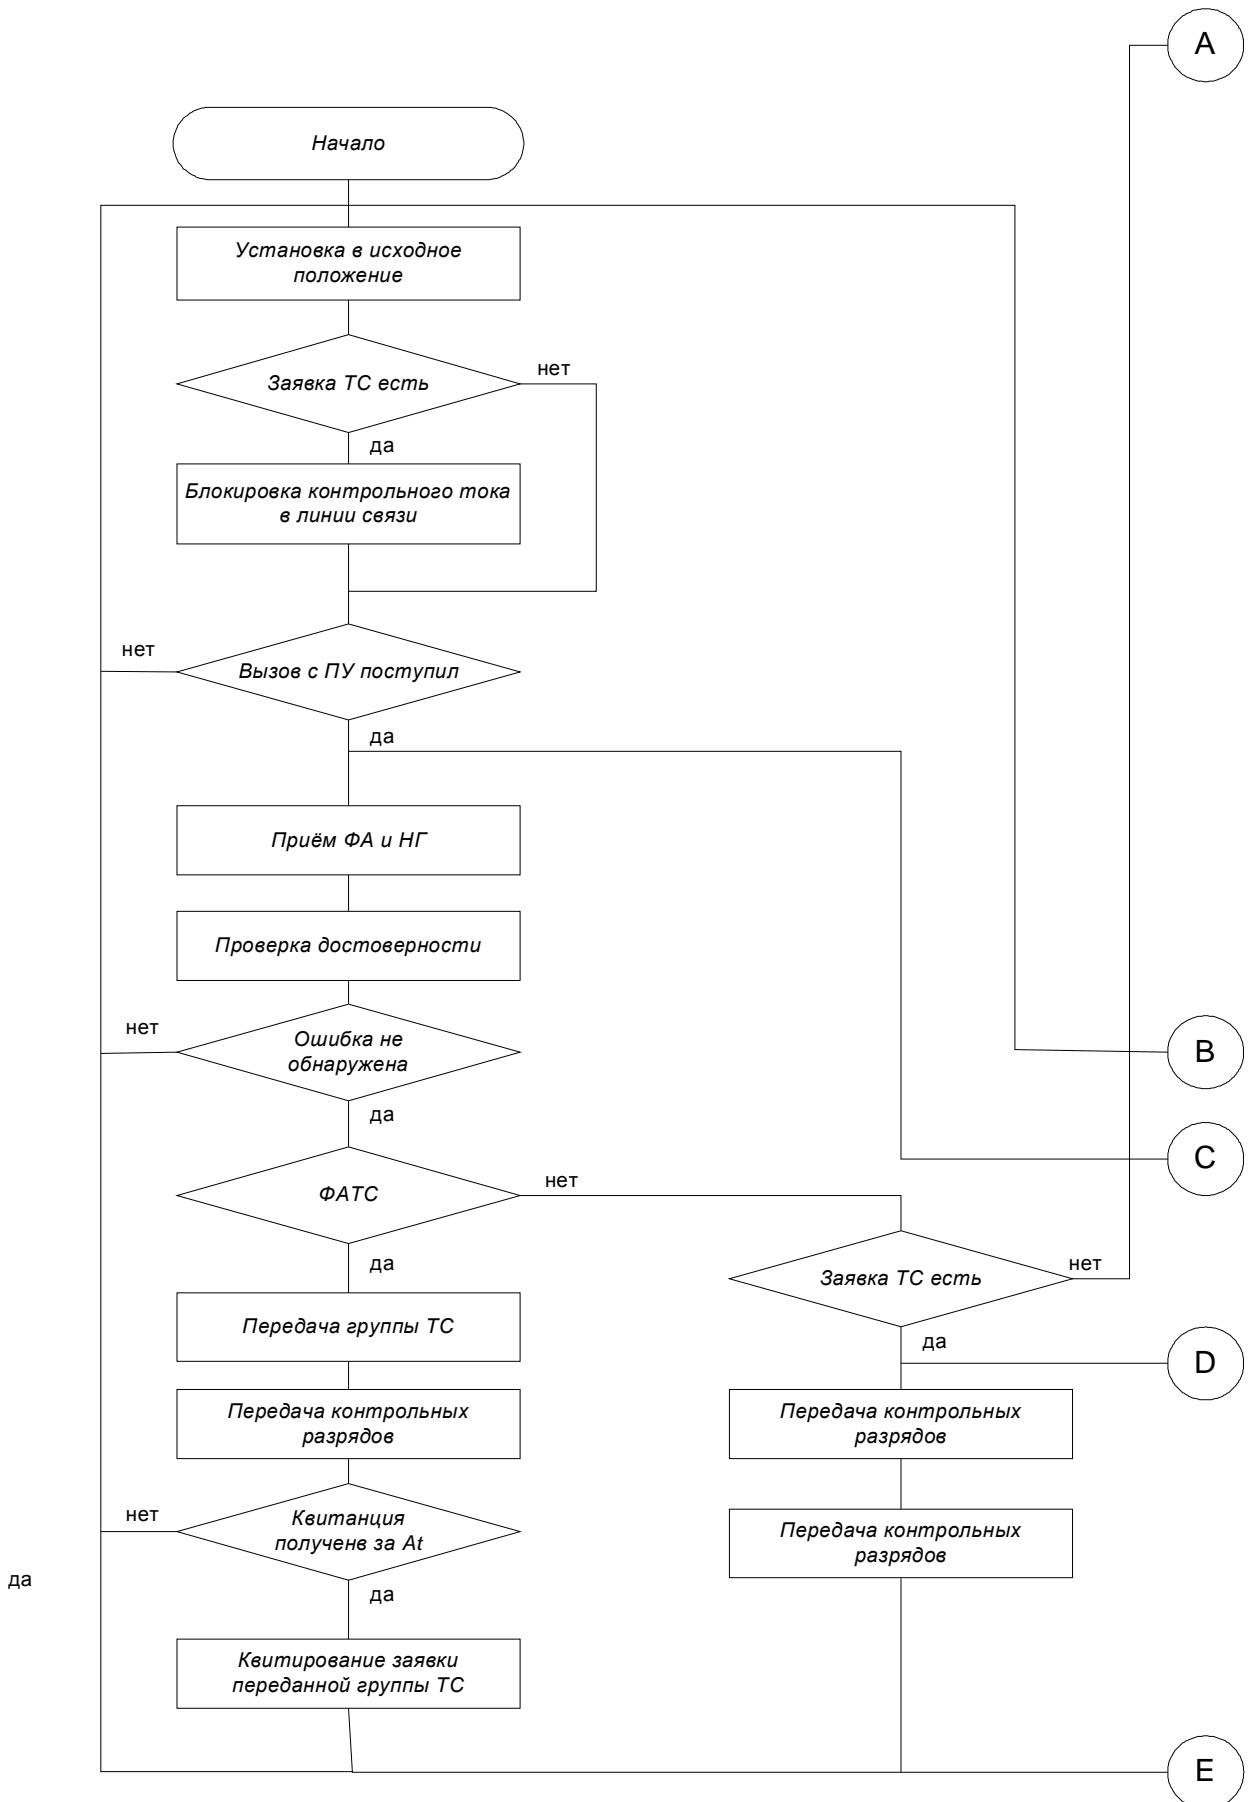 A
Начало
Установка в исходное
положение
нет
Заявка ТС есть
да
Блокировка контрольного тока
в линии связи
нет
Вызов с ПУ поступил
да
Приём ФА и НГ
Проверка достоверности
нет
Ошибка не
обнаружена
B
да
C
ФАТС
нет
да
Заявка ТС есть
нет
Передача группы ТС
да
D
Передача контрольных
разрядов
Передача контрольных
разрядов
нет
Квитанция
полученв за At
Передача контрольных
разрядов
да
да
Квитирование заявки
переданной группы ТС
E